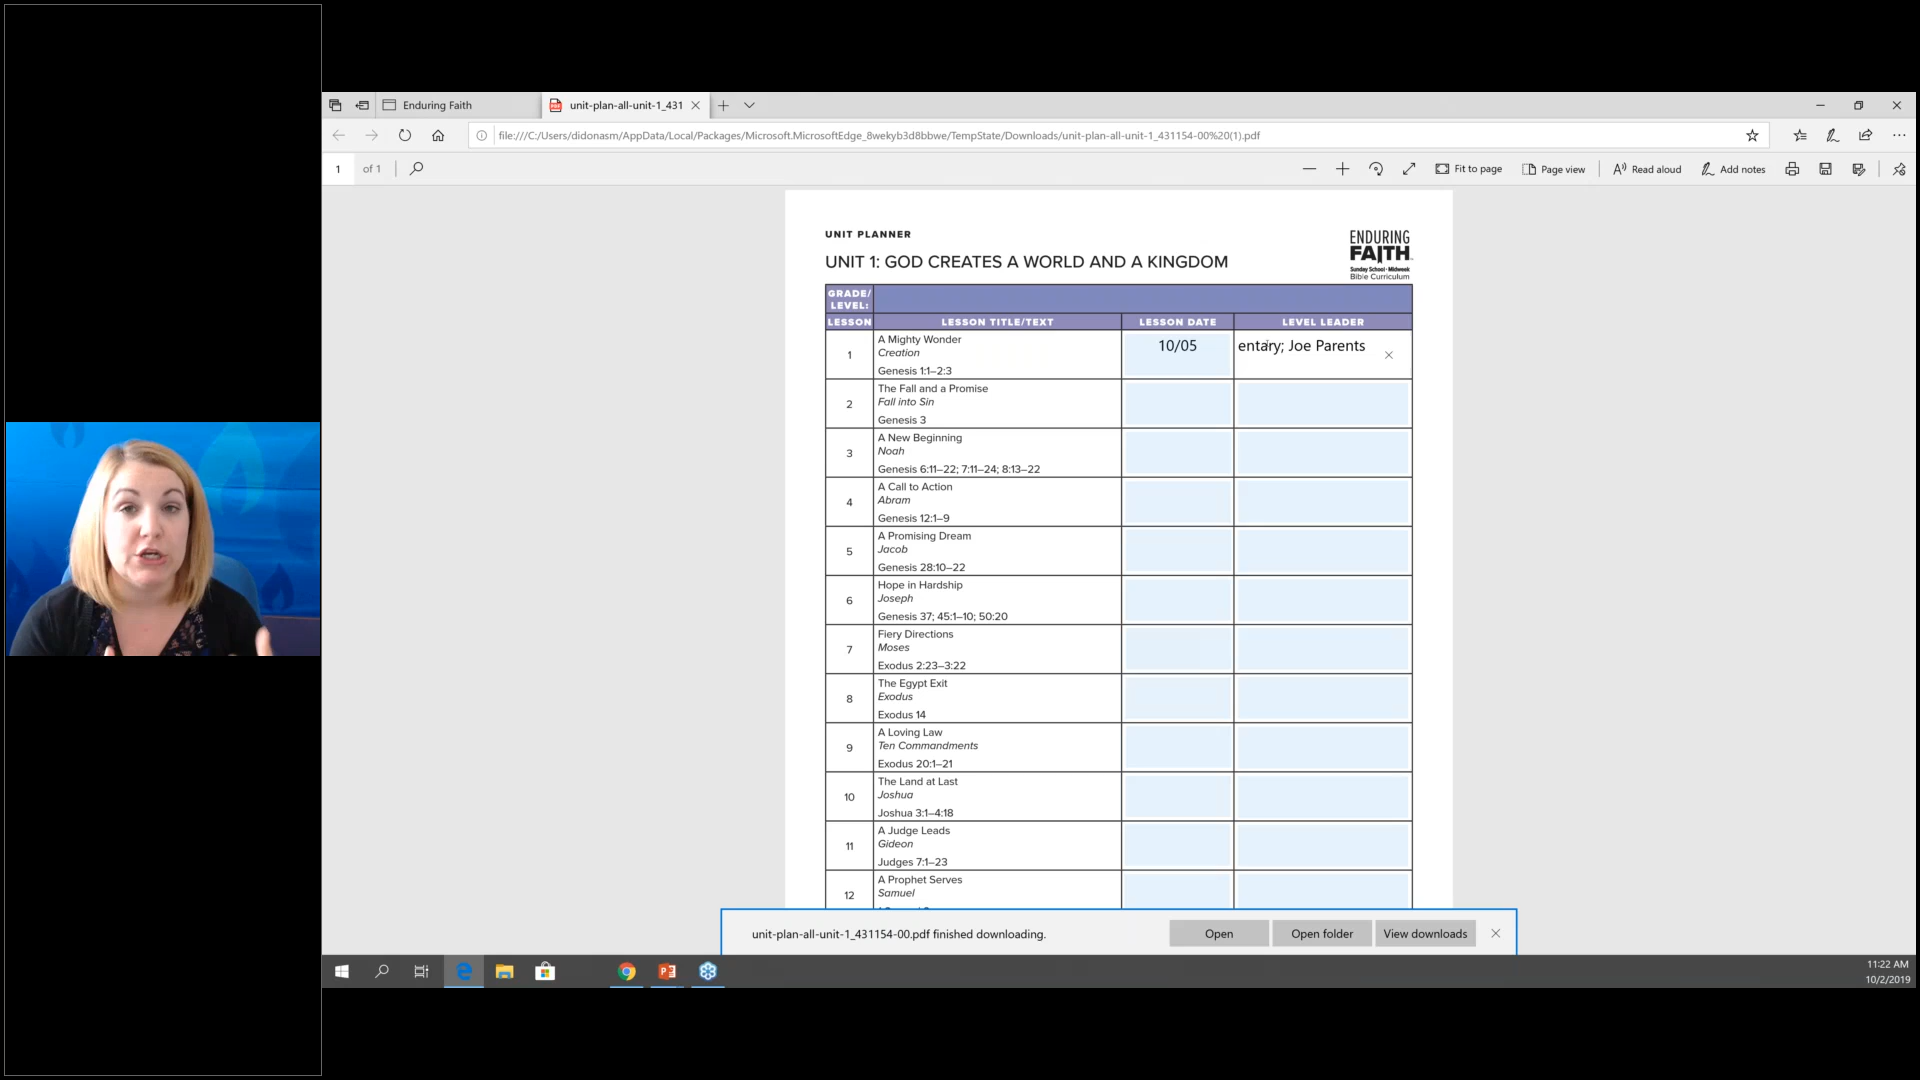 Enduring Faith
unit-plan-all-unit-1_431
file:///C:/Users/didonasm/AppData/Local/Packages/Microsoft.MicrosoftEdge_8wekyb3d8bbwe/TempState/Downloads/unit-plan-all-unit-1_431154-00%20(1).pdf
1 of 1
Fit to page
Page view
Read aloud
Add notes
UNIT PLANNER
UNIT 1: GOD CREATES A WORLD AND A KINGDOM
ENDURING
FAITH
Sunday School · Midweek
Bible Curriculum
GRADE/
LEVEL:
LESSON LESSON TITLE/TEXT LESSON DATE LEVEL LEADER
A Mighty Wonder
1 Creation 10/05 entary; Joe Parents
Genesis 1:1–2:3
The Fall and a Promise
2 Fall into Sin
Genesis 3
A New Beginning
3 Noah
Genesis 6:11–22; 7:11–24; 8:13–22
A Call to Action
4 Abram
Genesis 12:1–9
A Promising Dream
5 Jacob
Genesis 28:10–22
Hope in Hardship
6 Joseph
Genesis 37; 45:1–10; 50:20
Fiery Directions
7 Moses
Exodus 2:23–3:22
The Egypt Exit
8 Exodus
Exodus 14
A Loving Law
9 Ten Commandments
Exodus 20:1–21
The Land at Last
10 Joshua
Joshua 3:1–4:18
A Judge Leads
11 Gideon
Judges 7:1–23
A Prophet Serves
12 Samuel
unit-plan-all-unit-1_431154-00.pdf finished downloading.
Open
Open folder
View downloads
11:22 AM
10/2/2019